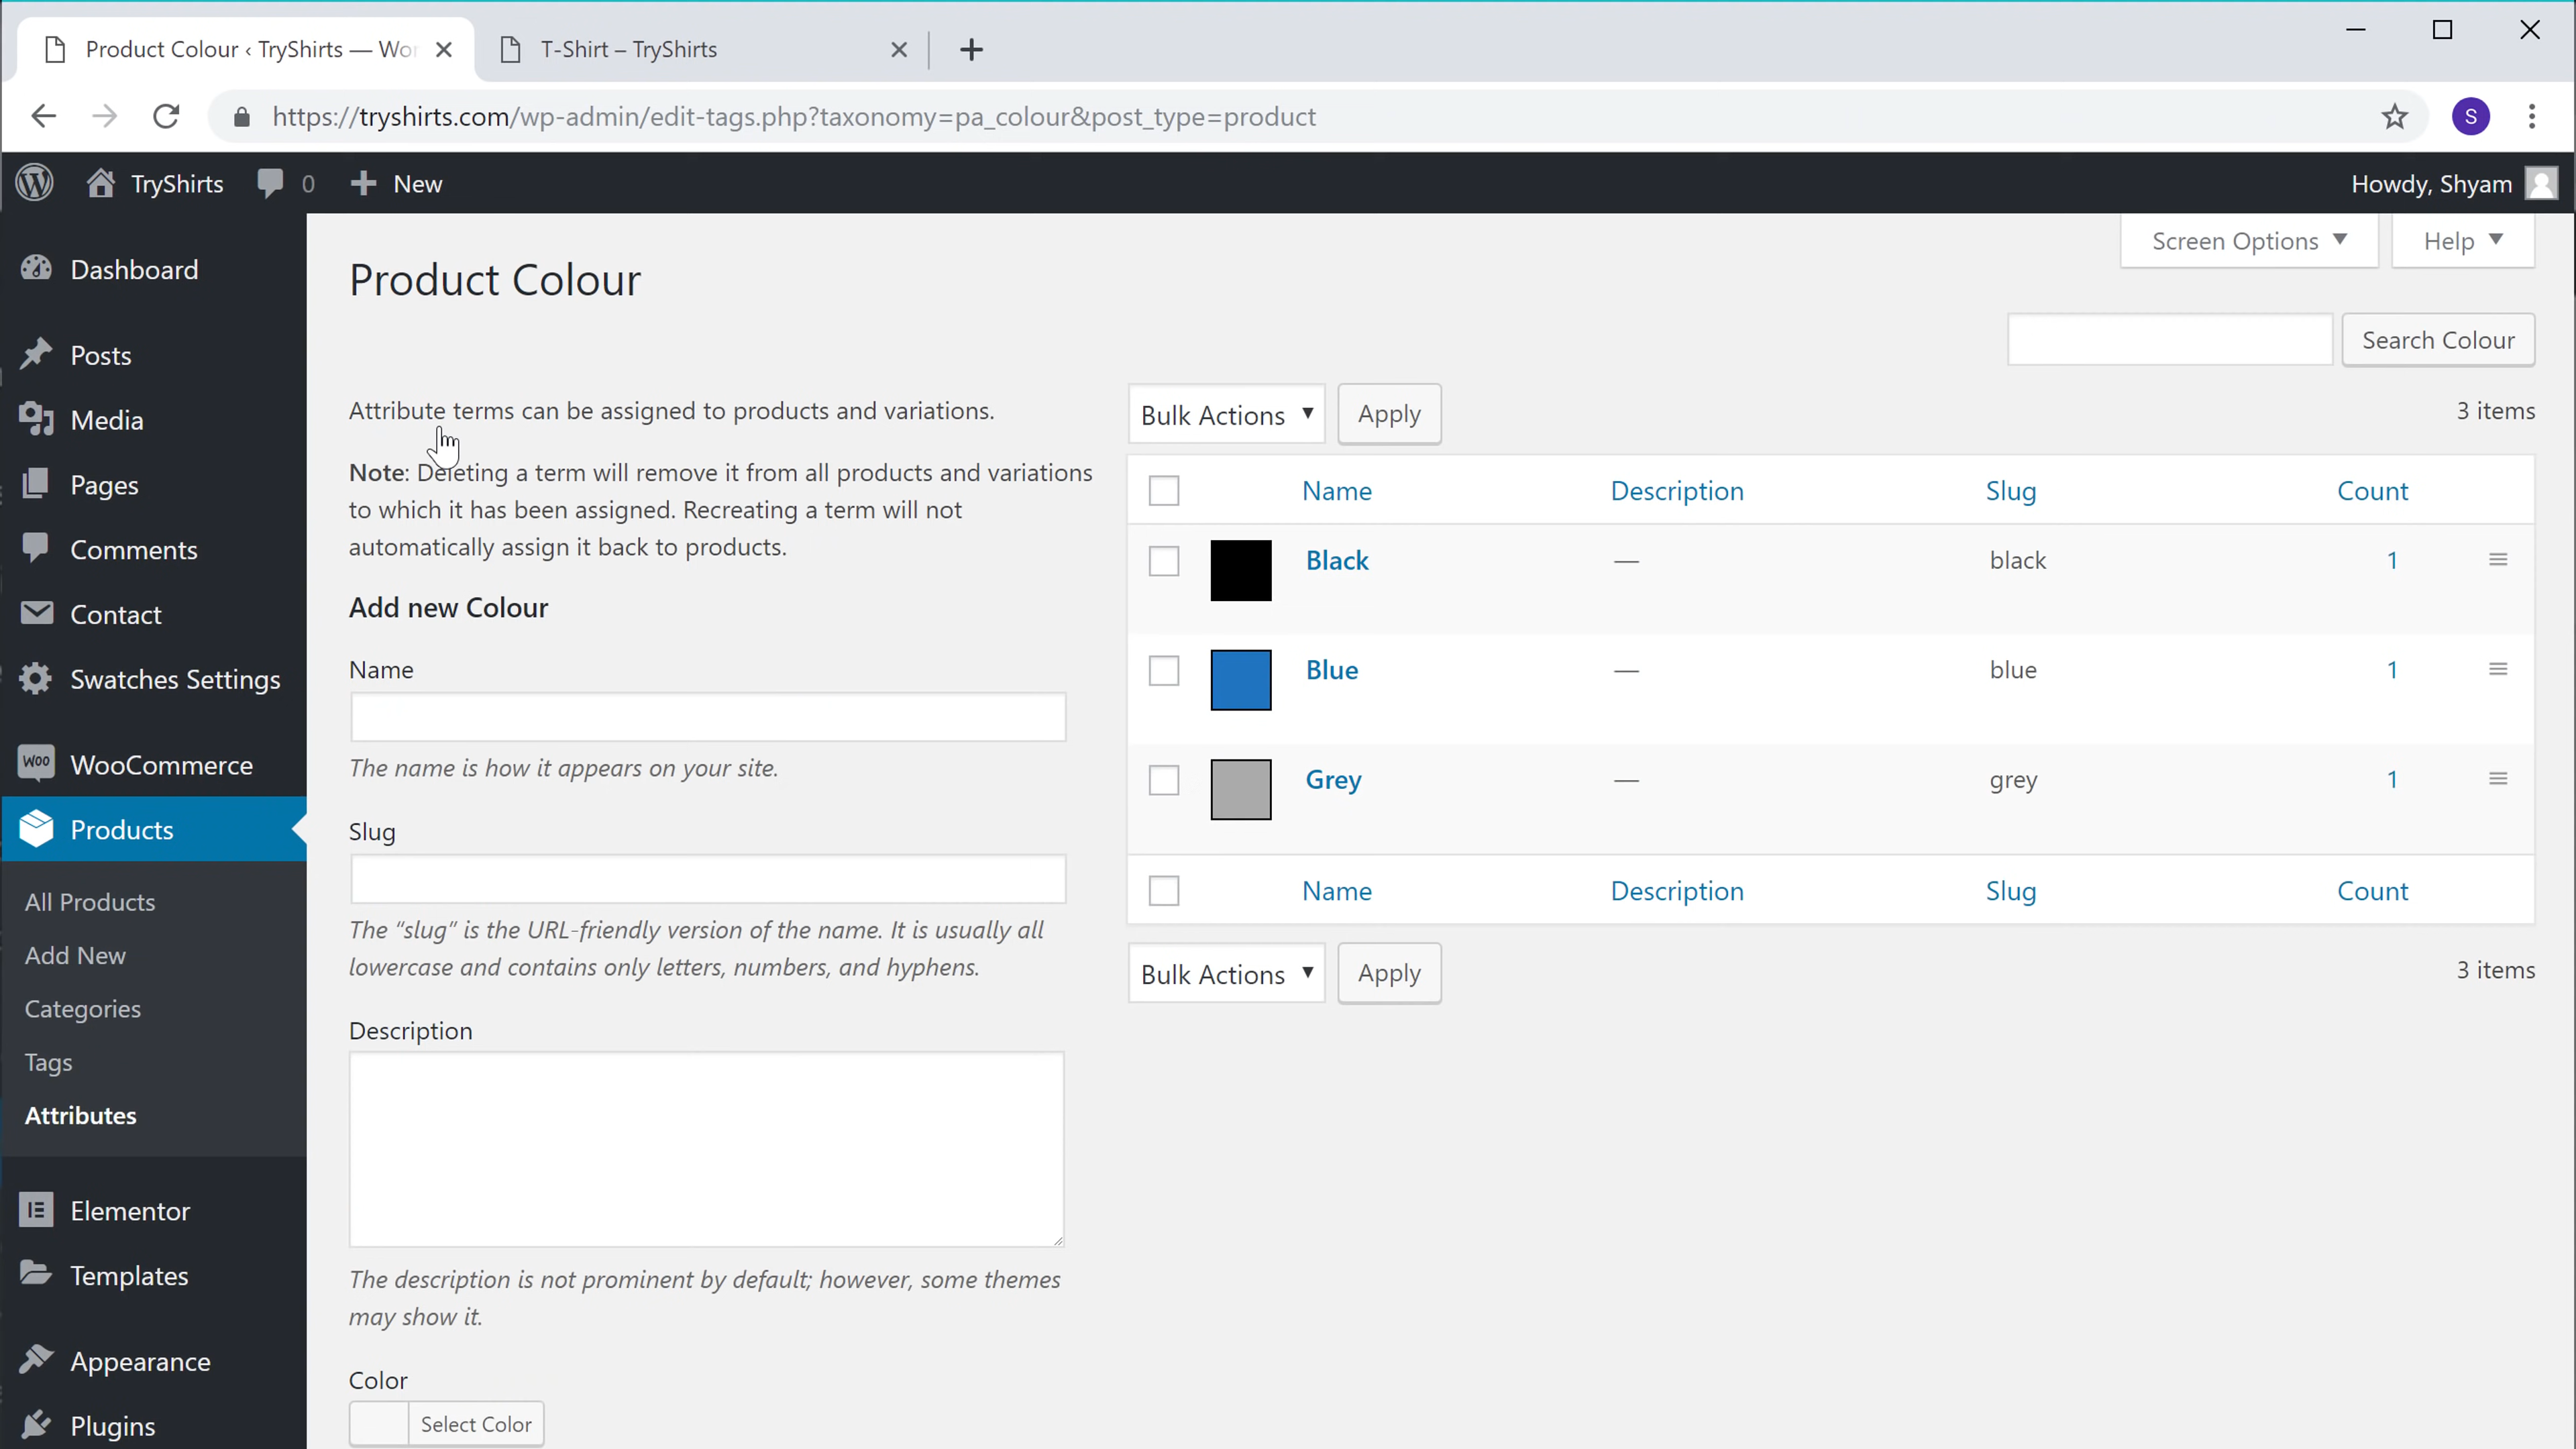 Product Colour ‹ TryShirts — Wor
T-Shirt – TryShirts
https://tryshirts.com/wp-admin/edit-tags.php?taxonomy=pa_colour&post_type=product
S
TryShirts
0
New
Howdy, Shyam
Dashboard
Posts
Media
Pages
Comments
Contact
Swatches Settings
WOO
WooCommerce
Products
All Products
Add New
Categories
Tags
Attributes
Elementor
Templates
Appearance
Plugins
Screen Options
Help
Product Colour
Search Colour
Attribute terms can be assigned to products and variations.
Note: Deleting a term will remove it from all products and variations
to which it has been assigned. Recreating a term will not
automatically assign it back to products.
Add new Colour
Name
The name is how it appears on your site.
Slug
The “slug” is the URL-friendly version of the name. It is usually all
lowercase and contains only letters, numbers, and hyphens.
Description
The description is not prominent by default; however, some themes
may show it.
Color
Select Color
Bulk Actions
Apply
3 items
Name Description Slug Count
Black — black 1
Blue — blue 1
Grey — grey 1
Name Description Slug Count
Bulk Actions
Apply
3 items